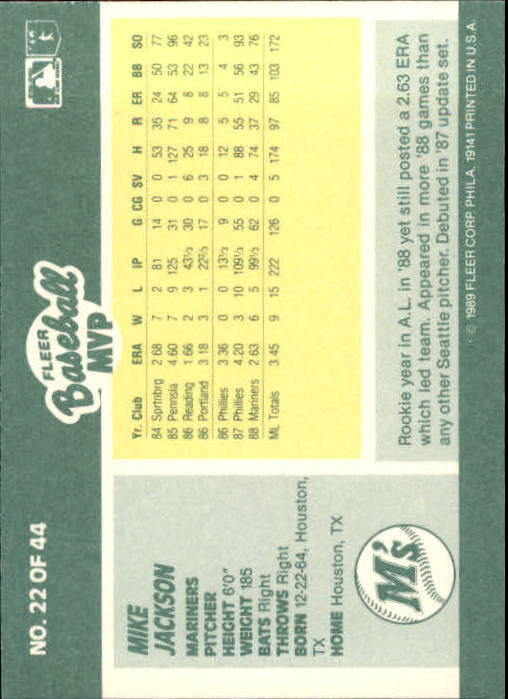 NO. 22 OF 44
FLEER
Baseball
MVP
MIKE
JACKSON
MARINERS
PITCHER
HEIGHT 6'0"
WEIGHT 185
BATS Right
THROWS Right
BORN 12-22-64, Houston,
TX
HOME Houston, TX
M's
Yr. Club ERA W L IP G CG SV H R ER BB SO
84 Sprtnbrg 2.68 7 2 81 14 0 0 53 35 24 50 77
85 Pennsla 4.60 7 9 125 31 0 1 127 71 64 53 96
86 Reading 1.66 2 3 43⅓ 30 0 6 25 9 8 22 42
86 Portland 3.18 3 1 22⅔ 17 0 3 18 8 8 13 23
86 Phillies 3.36 0 0 13⅓ 9 0 0 12 5 5 4 3
87 Phillies 4.20 3 10 109⅓ 55 0 1 88 55 51 56 93
88 Mariners 2.63 6 5 99⅓ 62 0 4 74 37 29 43 76
ML Totals 3.45 9 15 222 126 0 5 174 97 85 103 172
Rookie year in A.L. in '88 yet still posted a 2.63 ERA
which led team. Appeared in more '88 games than
any other Seattle pitcher. Debuted in '87 update set.
© 1989 FLEER CORP. PHILA. 19141 PRINTED IN U.S.A.